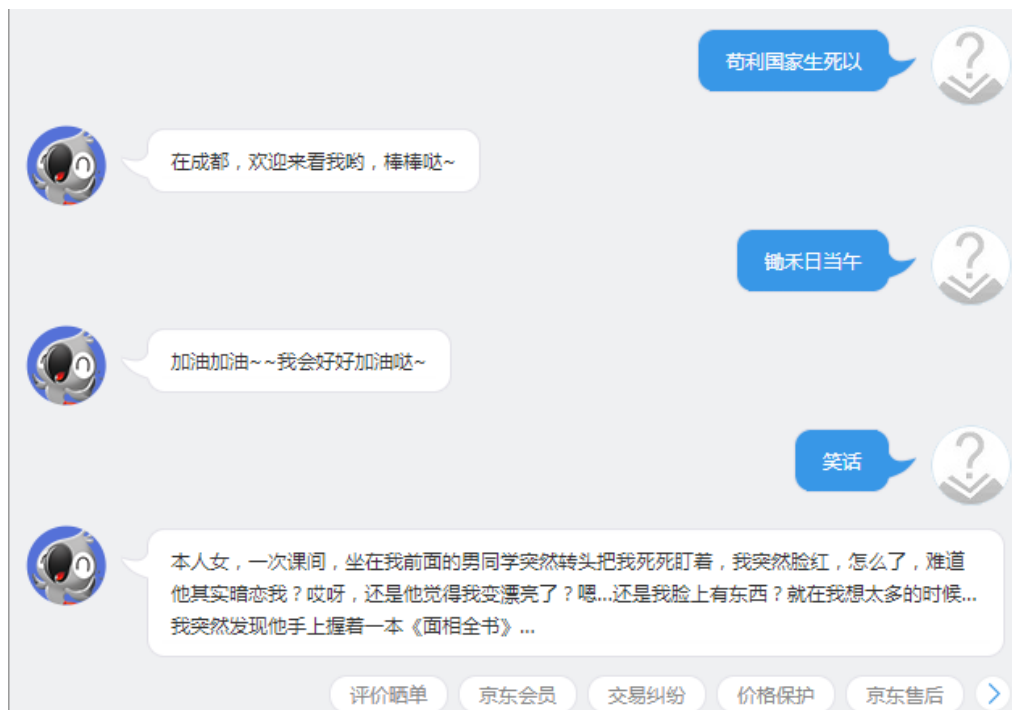 苟利国家生死以
在成都，欢迎来看我哟，棒棒哒~
锄禾日当午
加油加油~~我会好好加油哒~
笑话
本人女，一次课间，坐在我前面的男同学突然转头把我死死盯着，我突然脸红，怎么了，难道
他其实暗恋我？哎呀，还是他觉得我变漂亮了？嗯...还是我脸上有东西？就在我想太多的时候...
我突然发现他手上握着一本《面相全书》...
评价晒单 京东会员 交易纠纷 价格保护 京东售后